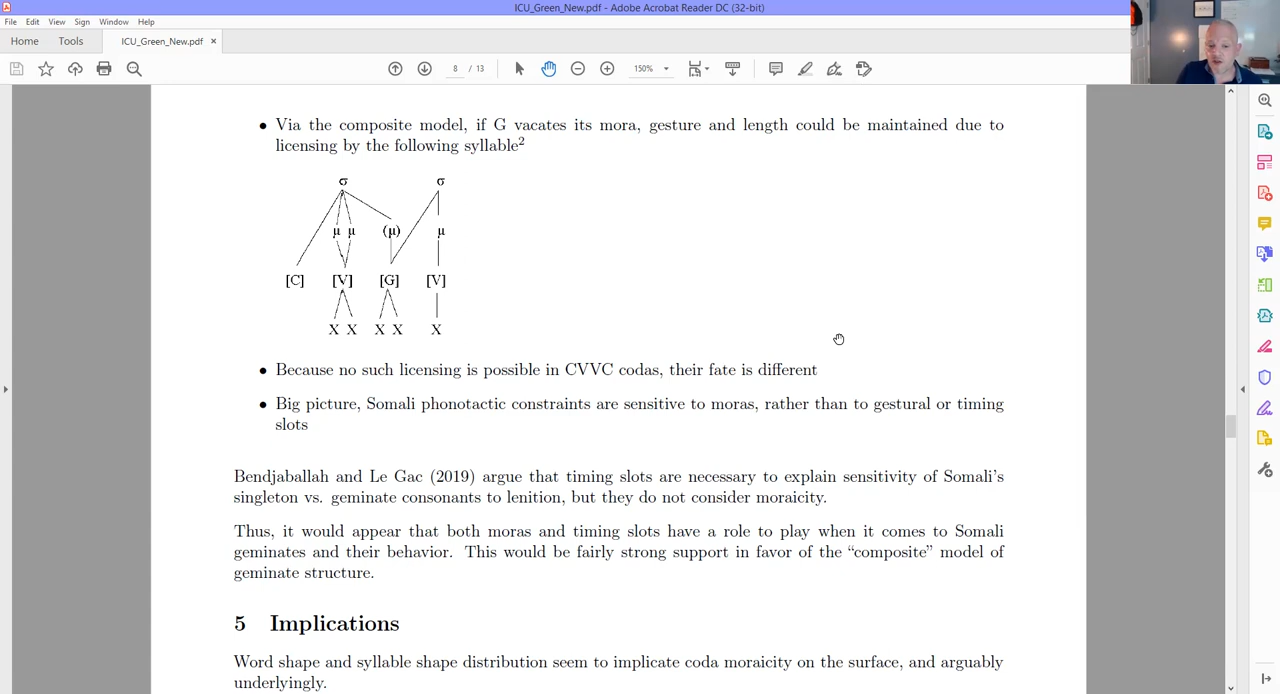 ICU_Green_New.pdf - Adobe Acrobat Reader DC (32-bit)
File Edit View Sign Window Help
Home Tools ICU_Green_New.pdf ×
8 / 13 150%
• Via the composite model, if G vacates its mora, gesture and length could be maintained due to
licensing by the following syllable2
σ σ
μ μ (μ) μ
[C] [V] [G] [V]
X X X X X
• Because no such licensing is possible in CVVC codas, their fate is different
• Big picture, Somali phonotactic constraints are sensitive to moras, rather than to gestural or timing
slots
Bendjaballah and Le Gac (2019) argue that timing slots are necessary to explain sensitivity of Somali's
singleton vs. geminate consonants to lenition, but they do not consider moraicity.
Thus, it would appear that both moras and timing slots have a role to play when it comes to Somali
geminates and their behavior. This would be fairly strong support in favor of the “composite” model of
geminate structure.
5 Implications
Word shape and syllable shape distribution seem to implicate coda moraicity on the surface, and arguably
underlyingly.